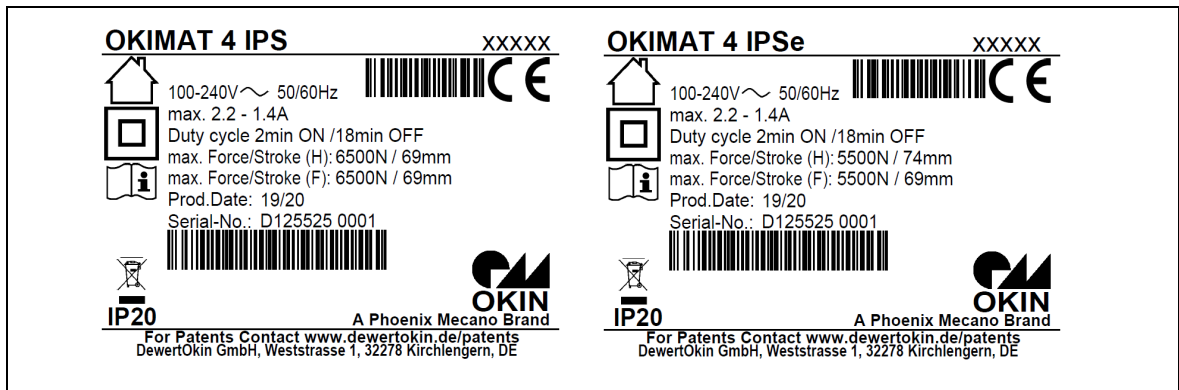 OKIMAT 4 IPS xxxxx
100-240V~ 50/60Hz
CE
max. 2.2 - 1.4A
Duty cycle 2min ON /18min OFF
max. Force/Stroke (H): 6500N / 69mm
max. Force/Stroke (F): 6500N / 69mm
Prod.Date: 19/20
Serial-No.: D125525 0001
OKIN
IP20
A Phoenix Mecano Brand
For Patents Contact www.dewertokin.de/patents
DewertOkin GmbH, Weststrasse 1, 32278 Kirchlengern, DE
OKIMAT 4 IPSe xxxxx
100-240V~ 50/60Hz
CE
max. 2.2 - 1.4A
Duty cycle 2min ON /18min OFF
max. Force/Stroke (H): 5500N / 74mm
max. Force/Stroke (F): 5500N / 69mm
Prod.Date: 19/20
Serial-No.: D125525 0001
OKIN
IP20
A Phoenix Mecano Brand
For Patents Contact www.dewertokin.de/patents
DewertOkin GmbH, Weststrasse 1, 32278 Kirchlengern, DE